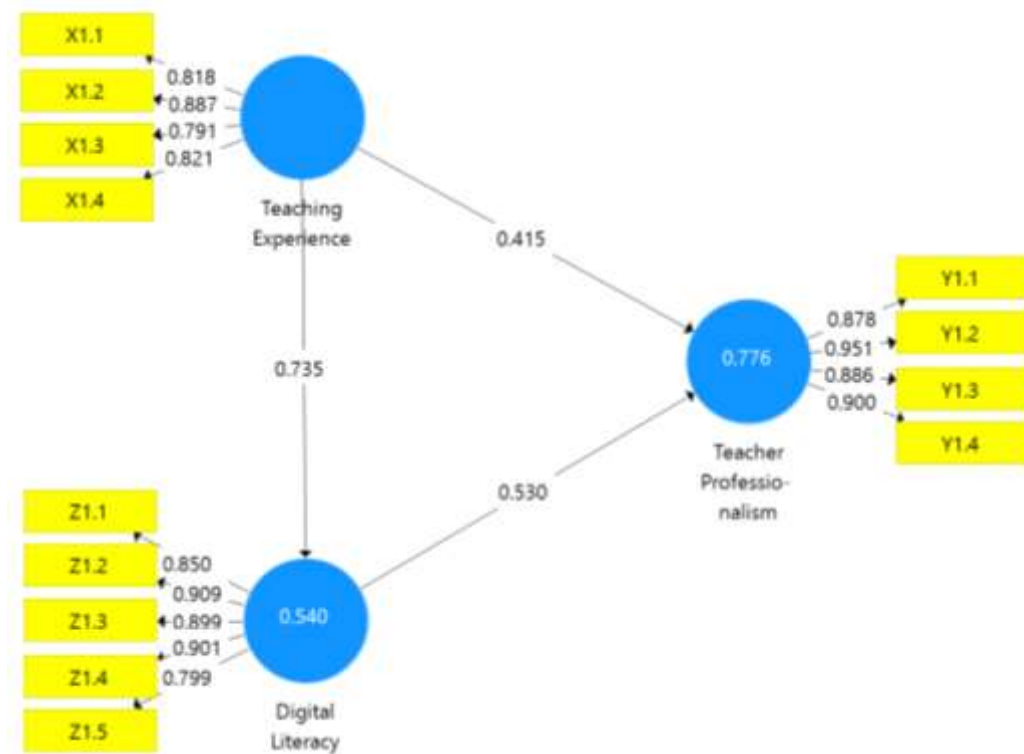 X1.1
0.818
X1.2
0.887
X1.3
0.791
0.821
X1.4
Teaching
Experience
0.415
Y1.1
0.878
Y1.2
0.951
0.776
0.886
Y1.3
0.900
Y1.4
0.735
Teacher
Professio-
nalism
0.530
Z1.1
0.850
Z1.2
0.909
Z1.3
0.899
0.540
0.901
Z1.4
0.799
Z1.5
Digital
Literacy